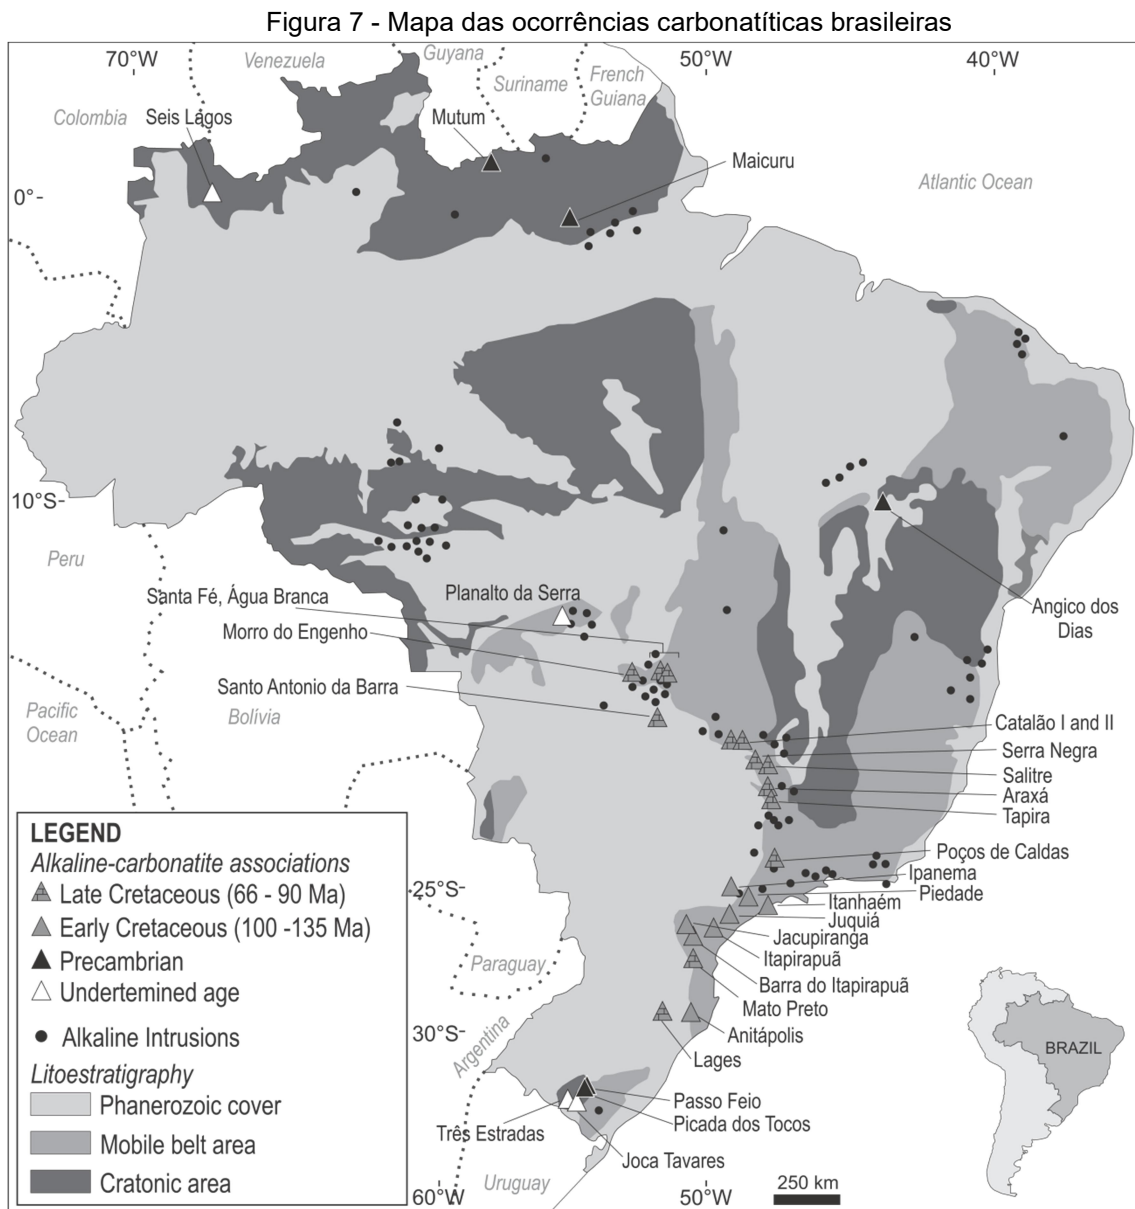 Figura 7 - Mapa das ocorrências carbonatíticas brasileiras
70°W
50°W
40°W
Venezuela
Guyana
Suriname
French
Guiana
Colombia
Seis Lagos
Mutum
Maicuru
Atlantic Ocean
0°-
10°S-
Peru
Planalto da Serra
Santa Fé, Água Branca
Morro do Engenho
Angico dos
Dias
Santo Antonio da Barra
Pacific
Ocean
Bolívia
Catalão I and II
Serra Negra
Salitre
Araxá
Tapira
Poços de Caldas
Ipanema
25°S-
Piedade
Itanhaém
Juquiá
Jacupiranga
Itapirapuã
Paraguay
Barra do Itapirapuã
Mato Preto
30°S-
Anitápolis
Argentina
Lages
BRAZIL
Passo Feio
Picada dos Tocos
Três Estradas
Joca Tavares
Uruguay
60°W
50°W
250 km
LEGEND
Alkaline-carbonatite associations
Late Cretaceous (66 - 90 Ma)
Early Cretaceous (100 -135 Ma)
Precambrian
Undertemined age
Alkaline Intrusions
Litoestratigraphy
Phanerozoic cover
Mobile belt area
Cratonic area